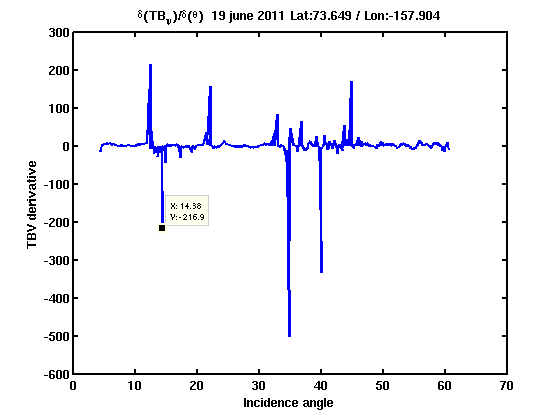 δ(TBᵥ)/δ(θ) 19 june 2011 Lat:73.649 / Lon:-157.904
300
200
100
0
-100
-200
-300
-400
-500
-600
TBV derivative
X: 14.38
Y: -216.9
0 10 20 30 40 50 60 70
Incidence angle